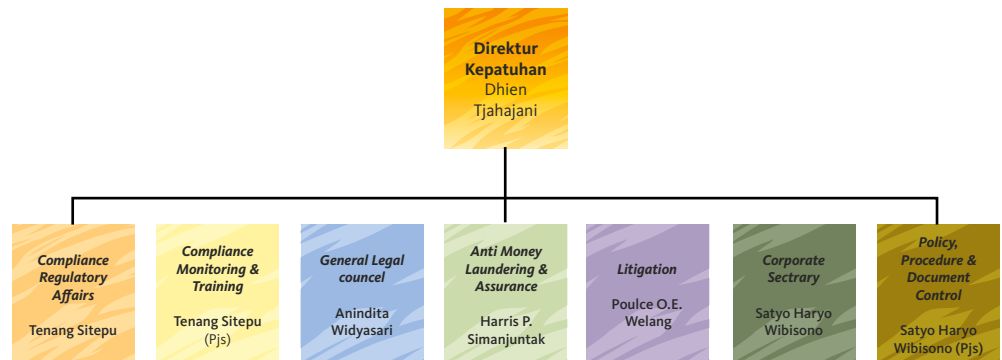 Direktur
Kepatuhan
Dhien
Tjahajani
Compliance
Regulatory
Affairs
Tenang Sitepu
Compliance
Monitoring &
Training
Tenang Sitepu
(Pjs)
General Legal
councel
Anindita
Widyasari
Anti Money
Laundering &
Assurance
Harris P.
Simanjuntak
Litigation
Poulce O.E.
Welang
Corporate
Sectrary
Satyo Haryo
Wibisono
Policy,
Procedure &
Document
Control
Satyo Haryo
Wibisono (Pjs)